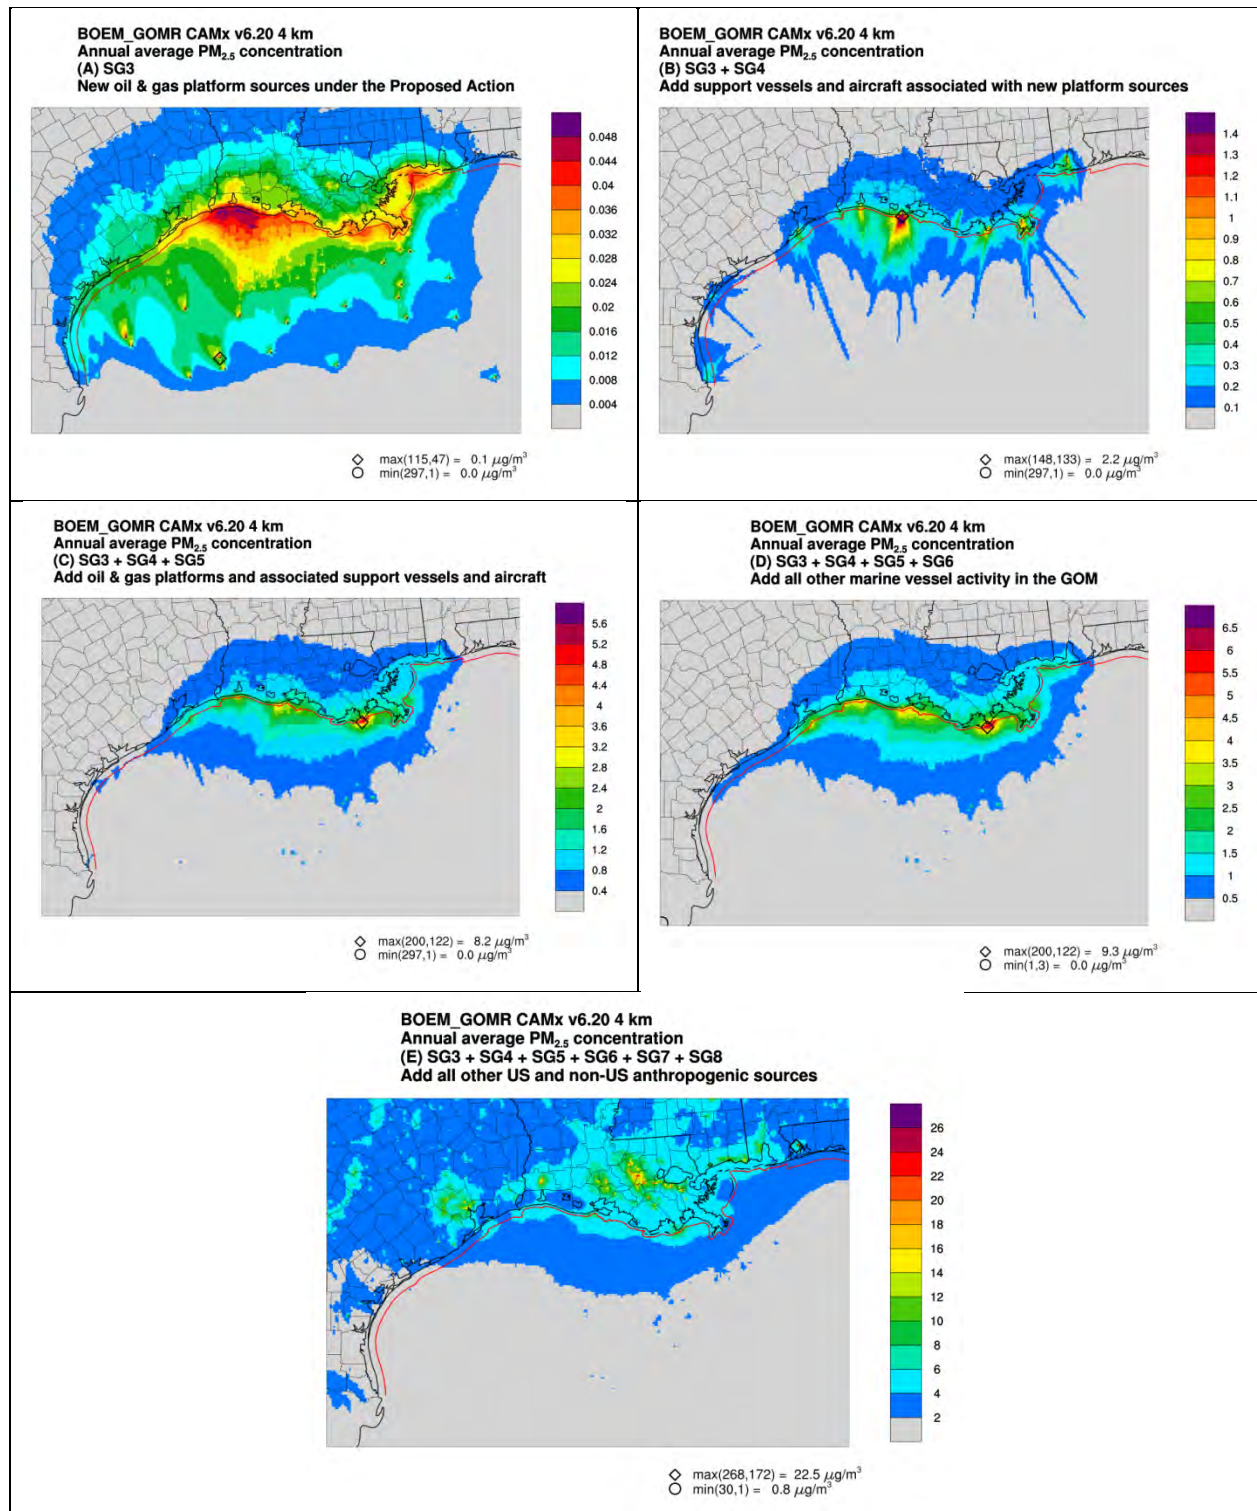 BOEM_GOMR CAMx v6.20 4 km
Annual average PM2.5 concentration
(A) SG3
New oil & gas platform sources under the Proposed Action
0.048
0.044
0.04
0.036
0.032
0.028
0.024
0.02
0.016
0.012
0.008
0.004
max(115,47) = 0.1 μg/m³
min(297,1) = 0.0 μg/m³
BOEM_GOMR CAMx v6.20 4 km
Annual average PM2.5 concentration
(B) SG3 + SG4
Add support vessels and aircraft associated with new platform sources
1.4
1.3
1.2
1.1
1
0.9
0.8
0.7
0.6
0.5
0.4
0.3
0.2
0.1
max(148,133) = 2.2 μg/m³
min(297,1) = 0.0 μg/m³
BOEM_GOMR CAMx v6.20 4 km
Annual average PM2.5 concentration
(C) SG3 + SG4 + SG5
Add oil & gas platforms and associated support vessels and aircraft
5.6
5.2
4.8
4.4
4
3.6
3.2
2.8
2.4
2
1.6
1.2
0.8
0.4
max(200,122) = 8.2 μg/m³
min(297,1) = 0.0 μg/m³
BOEM_GOMR CAMx v6.20 4 km
Annual average PM2.5 concentration
(D) SG3 + SG4 + SG5 + SG6
Add all other marine vessel activity in the GOM
6.5
6
5.5
5
4.5
4
3.5
3
2.5
2
1.5
1
0.5
max(200,122) = 9.3 μg/m³
min(1,3) = 0.0 μg/m³
BOEM_GOMR CAMx v6.20 4 km
Annual average PM2.5 concentration
(E) SG3 + SG4 + SG5 + SG6 + SG7 + SG8
Add all other US and non-US anthropogenic sources
26
24
22
20
18
16
14
12
10
8
6
4
2
max(268,172) = 22.5 μg/m³
min(30,1) = 0.8 μg/m³